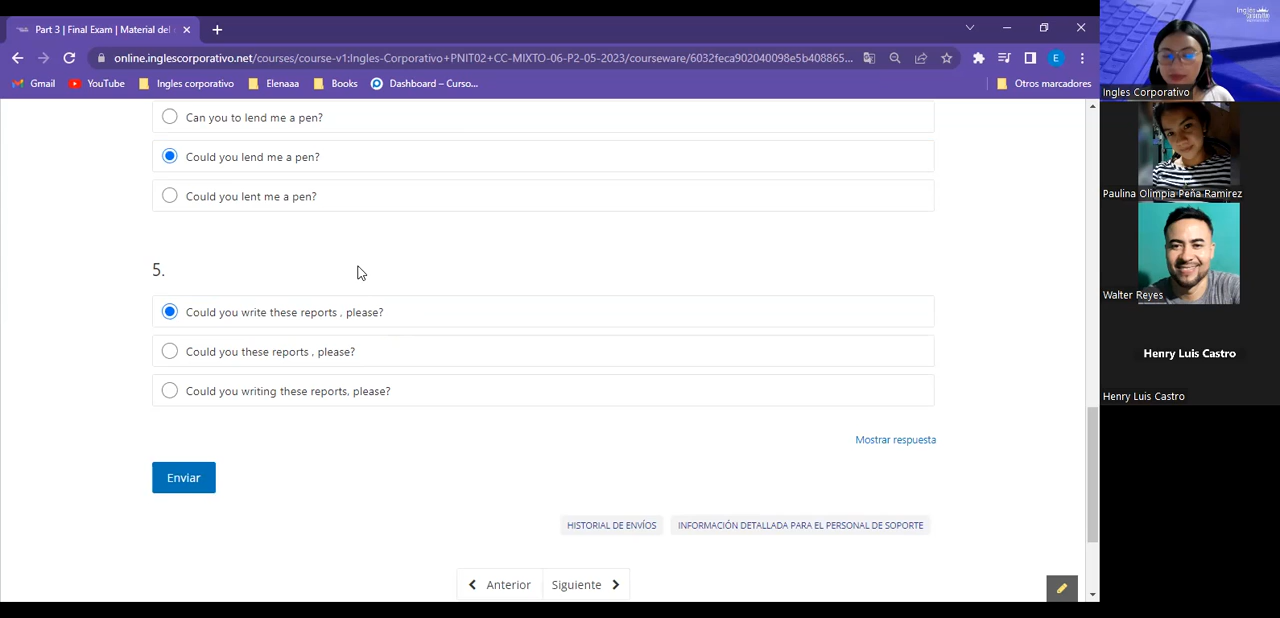 Part 3 | Final Exam | Material del
online.inglescorporativo.net/courses/course-v1:Ingles-Corporativo+PNIT02+CC-MIXTO-06-P2-05-2023/courseware/6032feca902040098e5b408865...
E
Gmail
YouTube
Ingles corporativo
Elenaaa
Books
Dashboard – Curso...
Otros marcadores
Can you to lend me a pen?
Could you lend me a pen?
Could you lent me a pen?
5.
Could you write these reports , please?
Could you these reports , please?
Could you writing these reports, please?
Mostrar respuesta
Enviar
HISTORIAL DE ENVÍOS
INFORMACIÓN DETALLADA PARA EL PERSONAL DE SOPORTE
Anterior
Siguiente
Ingles Corporativo
Paulina Olimpia Peña Ramirez
Walter Reyes
Henry Luis Castro
Henry Luis Castro